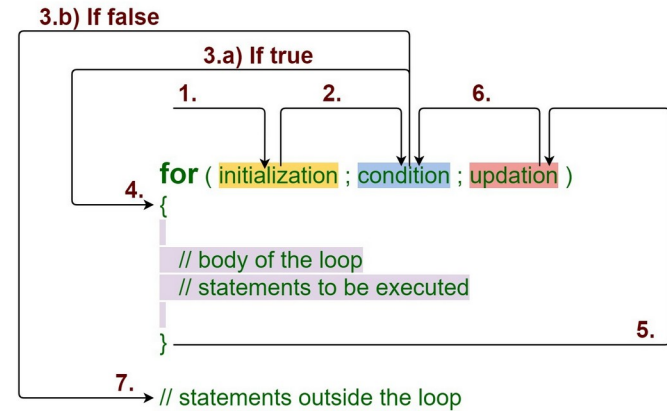 3.b) If false
3.a) If true
1. 2. 6.
for ( initialization ; condition ; updation )
4. {
// body of the loop
// statements to be executed
} 5.
7. // statements outside the loop